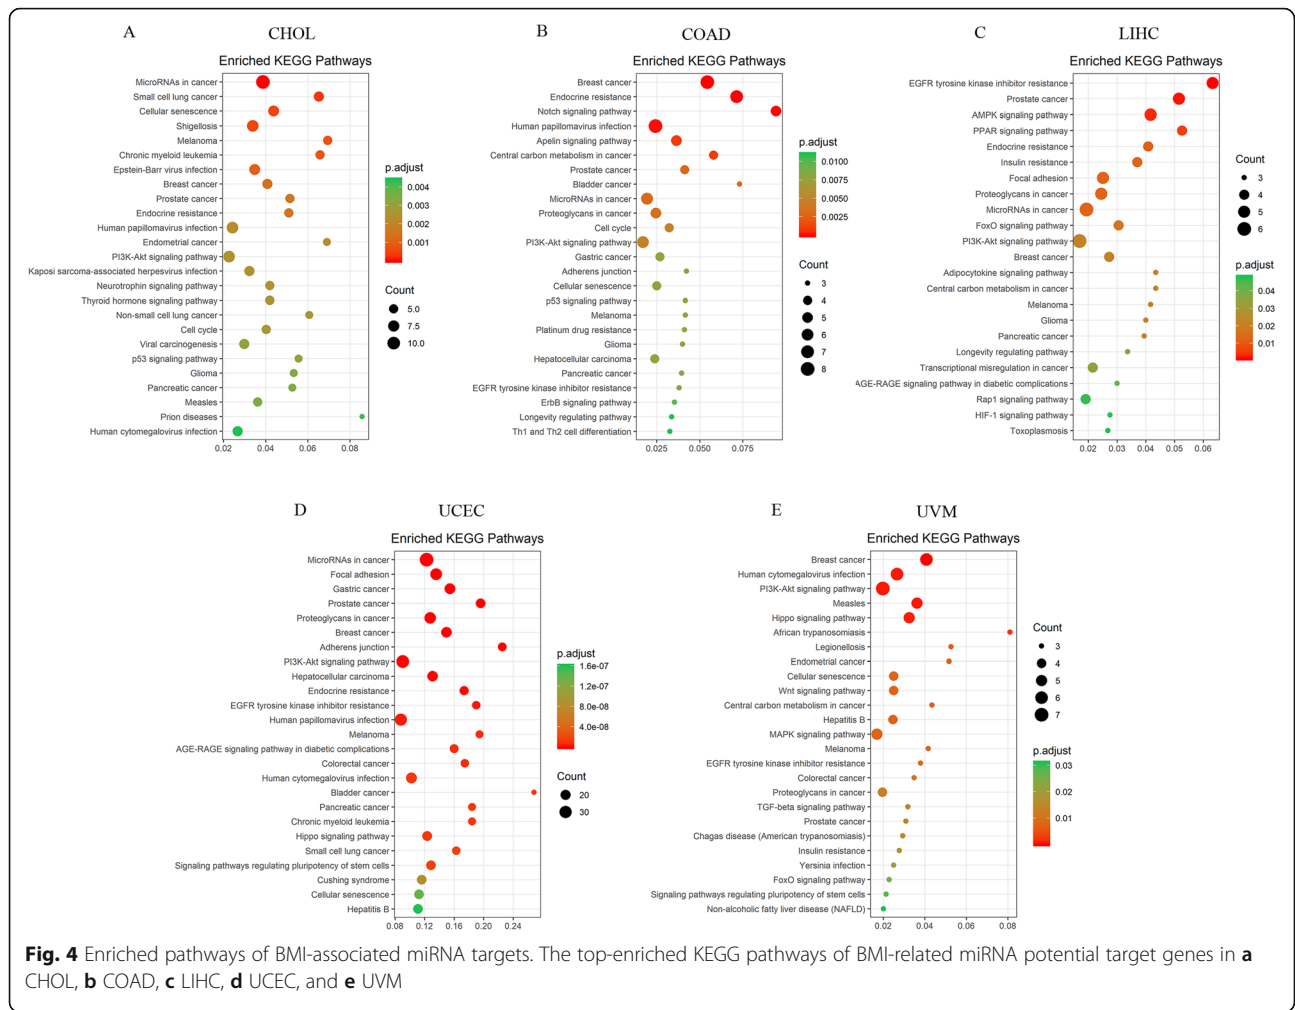 A
CHOL
Enriched KEGG Pathways
MicroRNAs in cancer
Small cell lung cancer
Cellular senescence
Shigellosis
Melanoma
Chronic myeloid leukemia
Epstein-Barr virus infection
Breast cancer
Prostate cancer
Endocrine resistance
Human papillomavirus infection
Endometrial cancer
PI3K-Akt signaling pathway
Kaposi sarcoma-associated herpesvirus infection
Neurotrophin signaling pathway
Thyroid hormone signaling pathway
Non-small cell lung cancer
Cell cycle
Viral carcinogenesis
p53 signaling pathway
Glioma
Pancreatic cancer
Measles
Prion diseases
Human cytomegalovirus infection
0.02 0.04 0.06 0.08
p.adjust
0.004
0.003
0.002
0.001
Count
5.0
7.5
10.0
B
COAD
Enriched KEGG Pathways
Breast cancer
Endocrine resistance
Notch signaling pathway
Human papillomavirus infection
Apelin signaling pathway
Central carbon metabolism in cancer
Prostate cancer
Bladder cancer
MicroRNAs in cancer
Proteoglycans in cancer
Cell cycle
PI3K-Akt signaling pathway
Gastric cancer
Adherens junction
Cellular senescence
p53 signaling pathway
Melanoma
Platinum drug resistance
Glioma
Hepatocellular carcinoma
Pancreatic cancer
EGFR tyrosine kinase inhibitor resistance
ErbB signaling pathway
Longevity regulating pathway
Th1 and Th2 cell differentiation
0.025 0.050 0.075
p.adjust
0.0100
0.0075
0.0050
0.0025
Count
3
4
5
6
7
8
C
LIHC
Enriched KEGG Pathways
EGFR tyrosine kinase inhibitor resistance
Prostate cancer
AMPK signaling pathway
PPAR signaling pathway
Endocrine resistance
Insulin resistance
Focal adhesion
Proteoglycans in cancer
MicroRNAs in cancer
FoxO signaling pathway
PI3K-Akt signaling pathway
Breast cancer
Adipocytokine signaling pathway
Central carbon metabolism in cancer
Melanoma
Glioma
Pancreatic cancer
Longevity regulating pathway
Transcriptional misregulation in cancer
AGE-RAGE signaling pathway in diabetic complications
Rap1 signaling pathway
HIF-1 signaling pathway
Toxoplasmosis
0.02 0.03 0.04 0.05 0.06
Count
3
4
5
6
p.adjust
0.04
0.03
0.02
0.01
D
UCEC
Enriched KEGG Pathways
MicroRNAs in cancer
Focal adhesion
Gastric cancer
Prostate cancer
Proteoglycans in cancer
Breast cancer
Adherens junction
PI3K-Akt signaling pathway
Hepatocellular carcinoma
Endocrine resistance
EGFR tyrosine kinase inhibitor resistance
Human papillomavirus infection
Melanoma
AGE-RAGE signaling pathway in diabetic complications
Colorectal cancer
Human cytomegalovirus infection
Bladder cancer
Pancreatic cancer
Chronic myeloid leukemia
Hippo signaling pathway
Small cell lung cancer
Signaling pathways regulating pluripotency of stem cells
Cushing syndrome
Cellular senescence
Hepatitis B
0.08 0.12 0.16 0.20 0.24
p.adjust
1.6e-07
1.2e-07
8.0e-08
4.0e-08
Count
20
30
E
UVM
Enriched KEGG Pathways
Breast cancer
Human cytomegalovirus infection
PI3K-Akt signaling pathway
Measles
Hippo signaling pathway
African trypanosomiasis
Legionellosis
Endometrial cancer
Cellular senescence
Wnt signaling pathway
Central carbon metabolism in cancer
Hepatitis B
MAPK signaling pathway
Melanoma
EGFR tyrosine kinase inhibitor resistance
Colorectal cancer
Proteoglycans in cancer
TGF-beta signaling pathway
Prostate cancer
Chagas disease (American trypanosomiasis)
Insulin resistance
Yersinia infection
FoxO signaling pathway
Signaling pathways regulating pluripotency of stem cells
Non-alcoholic fatty liver disease (NAFLD)
0.02 0.04 0.06 0.08
Count
3
4
5
6
7
p.adjust
0.03
0.02
0.01
Fig. 4 Enriched pathways of BMI-associated miRNA targets. The top-enriched KEGG pathways of BMI-related miRNA potential target genes in a
CHOL, b COAD, c LIHC, d UCEC, and e UVM